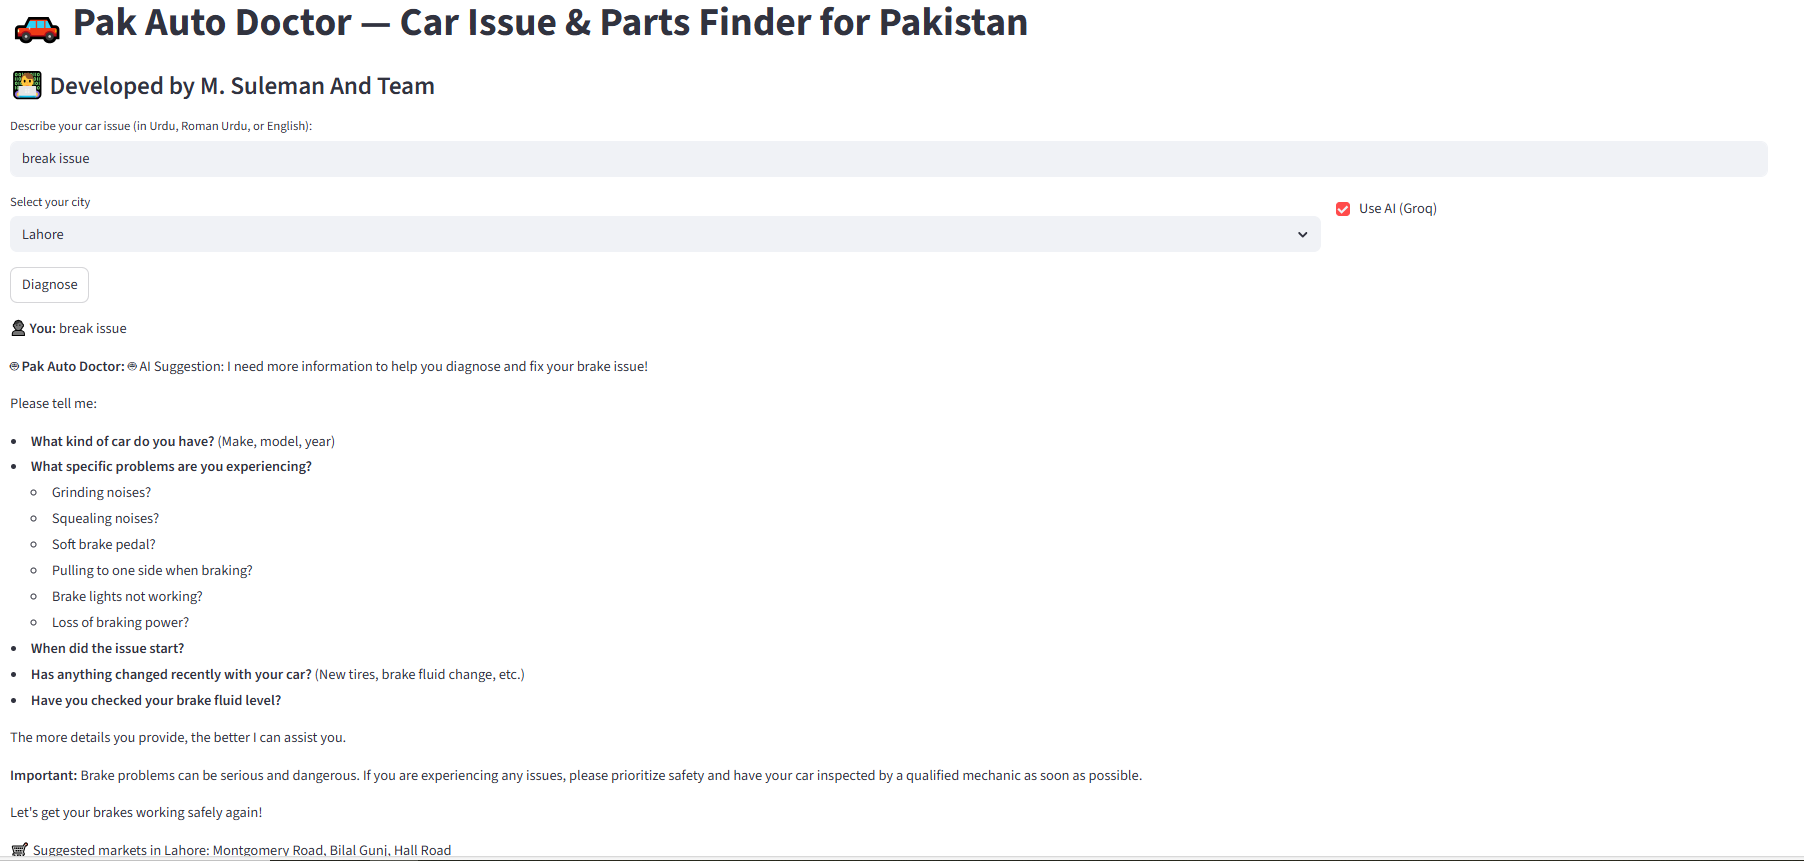 Pak Auto Doctor — Car Issue & Parts Finder for Pakistan
Developed by M. Suleman And Team
Describe your car issue (in Urdu, Roman Urdu, or English):
break issue
Select your city
Use AI (Groq)
Lahore
Diagnose
You: break issue
Pak Auto Doctor: AI Suggestion: I need more information to help you diagnose and fix your brake issue!
Please tell me:
What kind of car do you have? (Make, model, year)
What specific problems are you experiencing?
Grinding noises?
Squealing noises?
Soft brake pedal?
Pulling to one side when braking?
Brake lights not working?
Loss of braking power?
When did the issue start?
Has anything changed recently with your car? (New tires, brake fluid change, etc.)
Have you checked your brake fluid level?
The more details you provide, the better I can assist you.
Important: Brake problems can be serious and dangerous. If you are experiencing any issues, please prioritize safety and have your car inspected by a qualified mechanic as soon as possible.
Let's get your brakes working safely again!
Suggested markets in Lahore: Montgomery Road, Bilal Gunj, Hall Road